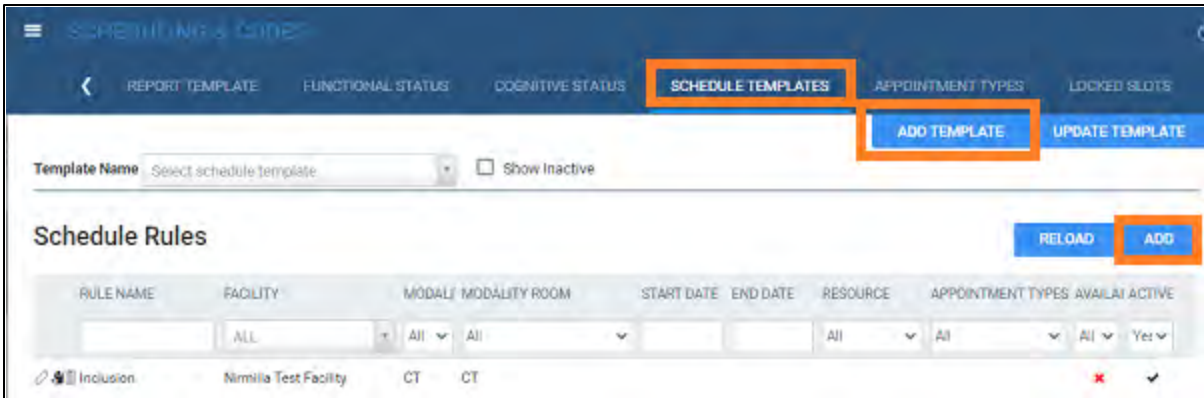 SCHEDULING & CODES
REPORT TEMPLATE FUNCTIONAL STATUS COGNITIVE STATUS SCHEDULE TEMPLATES APPOINTMENT TYPES LOCKED SLOTS
ADD TEMPLATE UPDATE TEMPLATE
Template Name Select schedule template Show Inactive
Schedule Rules RELOAD ADD
RULE NAME FACILITY MODALI MODALITY ROOM START DATE END DATE RESOURCE APPOINTMENT TYPES AVAILAI ACTIVE
ALL All All All All All Yes
Inclusion Nirmilla Test Facility CT CT